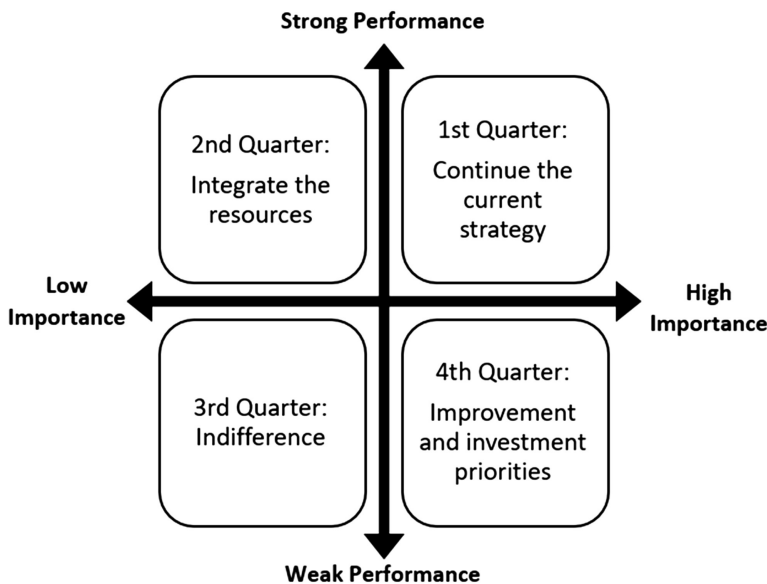 Strong Performance
2nd Quarter:
Integrate the
resources
1st Quarter:
Continue the
current
strategy
Low
Importance
High
Importance
3rd Quarter:
Indifference
4th Quarter:
Improvement
and investment
priorities
Weak Performance